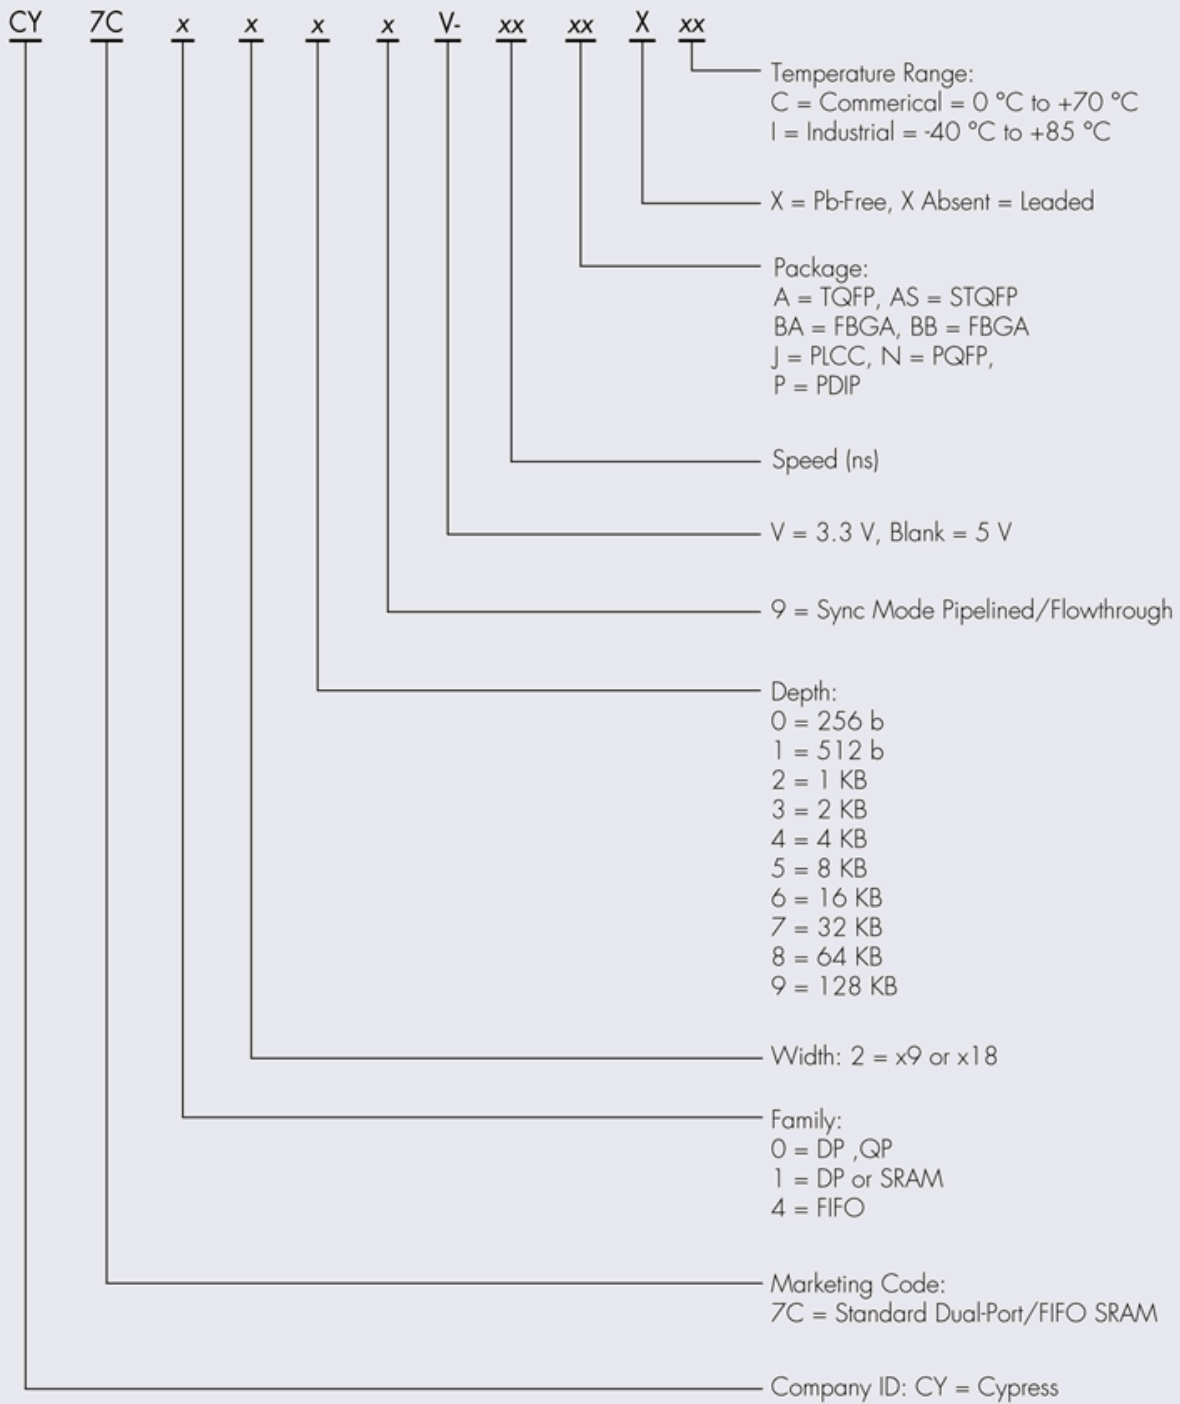 CY 7C x x x x V- xx xx X xx
Temperature Range:
C = Commerical = 0 °C to +70 °C
I = Industrial = -40 °C to +85 °C
X = Pb-Free, X Absent = Leaded
Package:
A = TQFP, AS = STQFP
BA = FBGA, BB = FBGA
J = PLCC, N = PQFP,
P = PDIP
Speed (ns)
V = 3.3 V, Blank = 5 V
9 = Sync Mode Pipelined/Flowthrough
Depth:
0 = 256 b
1 = 512 b
2 = 1 KB
3 = 2 KB
4 = 4 KB
5 = 8 KB
6 = 16 KB
7 = 32 KB
8 = 64 KB
9 = 128 KB
Width: 2 = x9 or x18
Family:
0 = DP ,QP
1 = DP or SRAM
4 = FIFO
Marketing Code:
7C = Standard Dual-Port/FIFO SRAM
Company ID: CY = Cypress